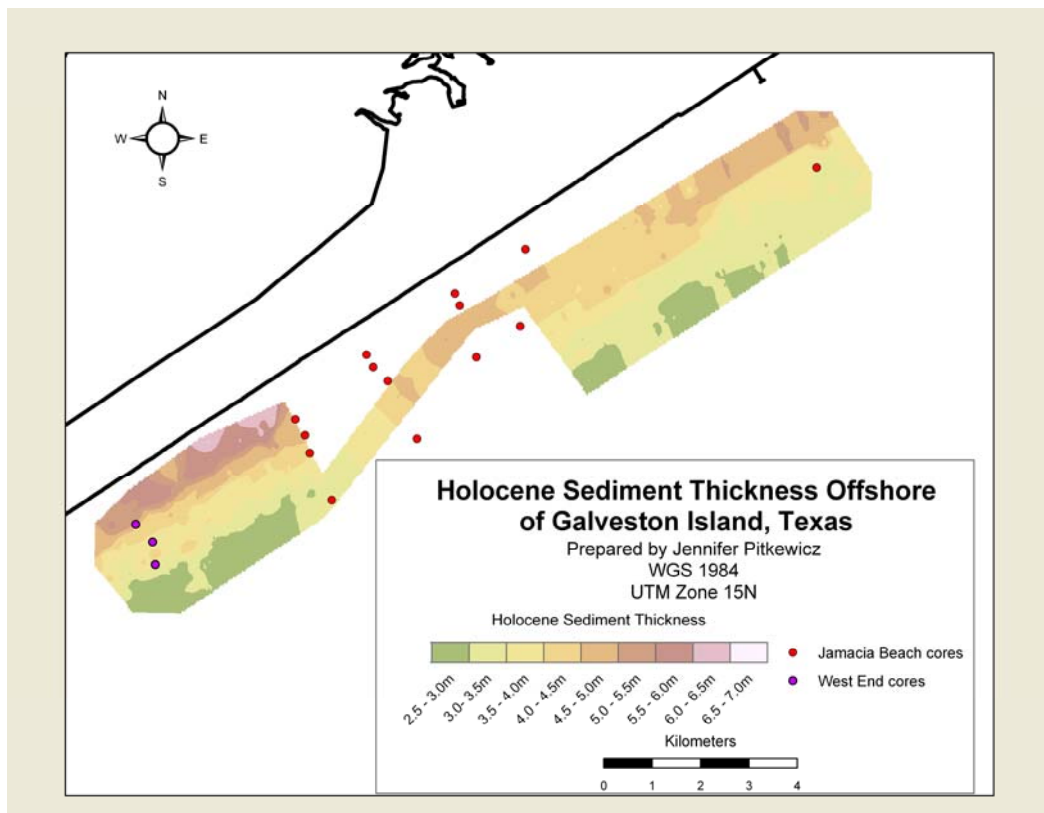 N
W E
S
Holocene Sediment Thickness Offshore
of Galveston Island, Texas
Prepared by Jennifer Pitkewicz
WGS 1984
UTM Zone 15N
Holocene Sediment Thickness
2.5 - 3.0m
3.0- 3.5m
3.5 - 4.0m
4.0 - 4.5m
4.5 - 5.0m
5.0 - 5.5m
5.5 - 6.0m
6.0 - 6.5m
6.5 - 7.0m
Jamacia Beach cores
West End cores
Kilometers
0 1 2 3 4